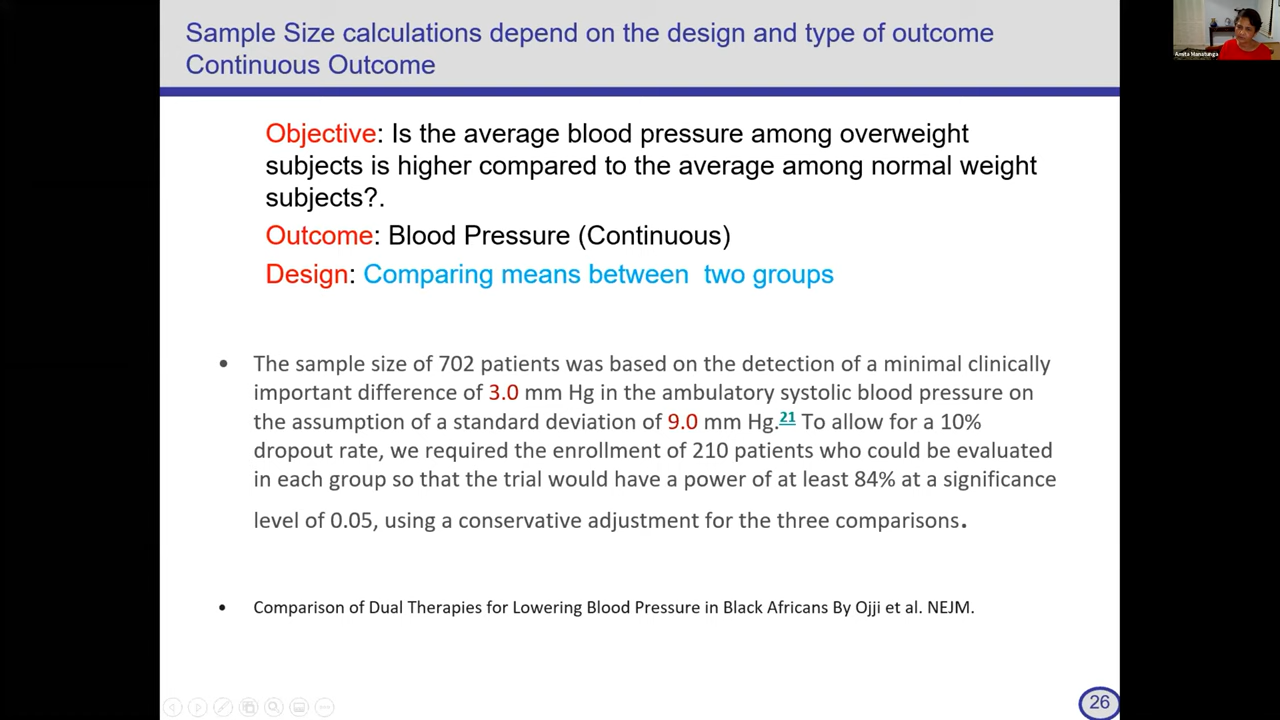 Sample Size calculations depend on the design and type of outcome
Continuous Outcome
Objective: Is the average blood pressure among overweight
subjects is higher compared to the average among normal weight
subjects?.
Outcome: Blood Pressure (Continuous)
Design: Comparing means between  two groups
• The sample size of 702 patients was based on the detection of a minimal clinically
important difference of 3.0 mm Hg in the ambulatory systolic blood pressure on
the assumption of a standard deviation of 9.0 mm Hg.21 To allow for a 10%
dropout rate, we required the enrollment of 210 patients who could be evaluated
in each group so that the trial would have a power of at least 84% at a significance
level of 0.05, using a conservative adjustment for the three comparisons.
• Comparison of Dual Therapies for Lowering Blood Pressure in Black Africans By Ojji et al. NEJM.
26
Amita Manatunga